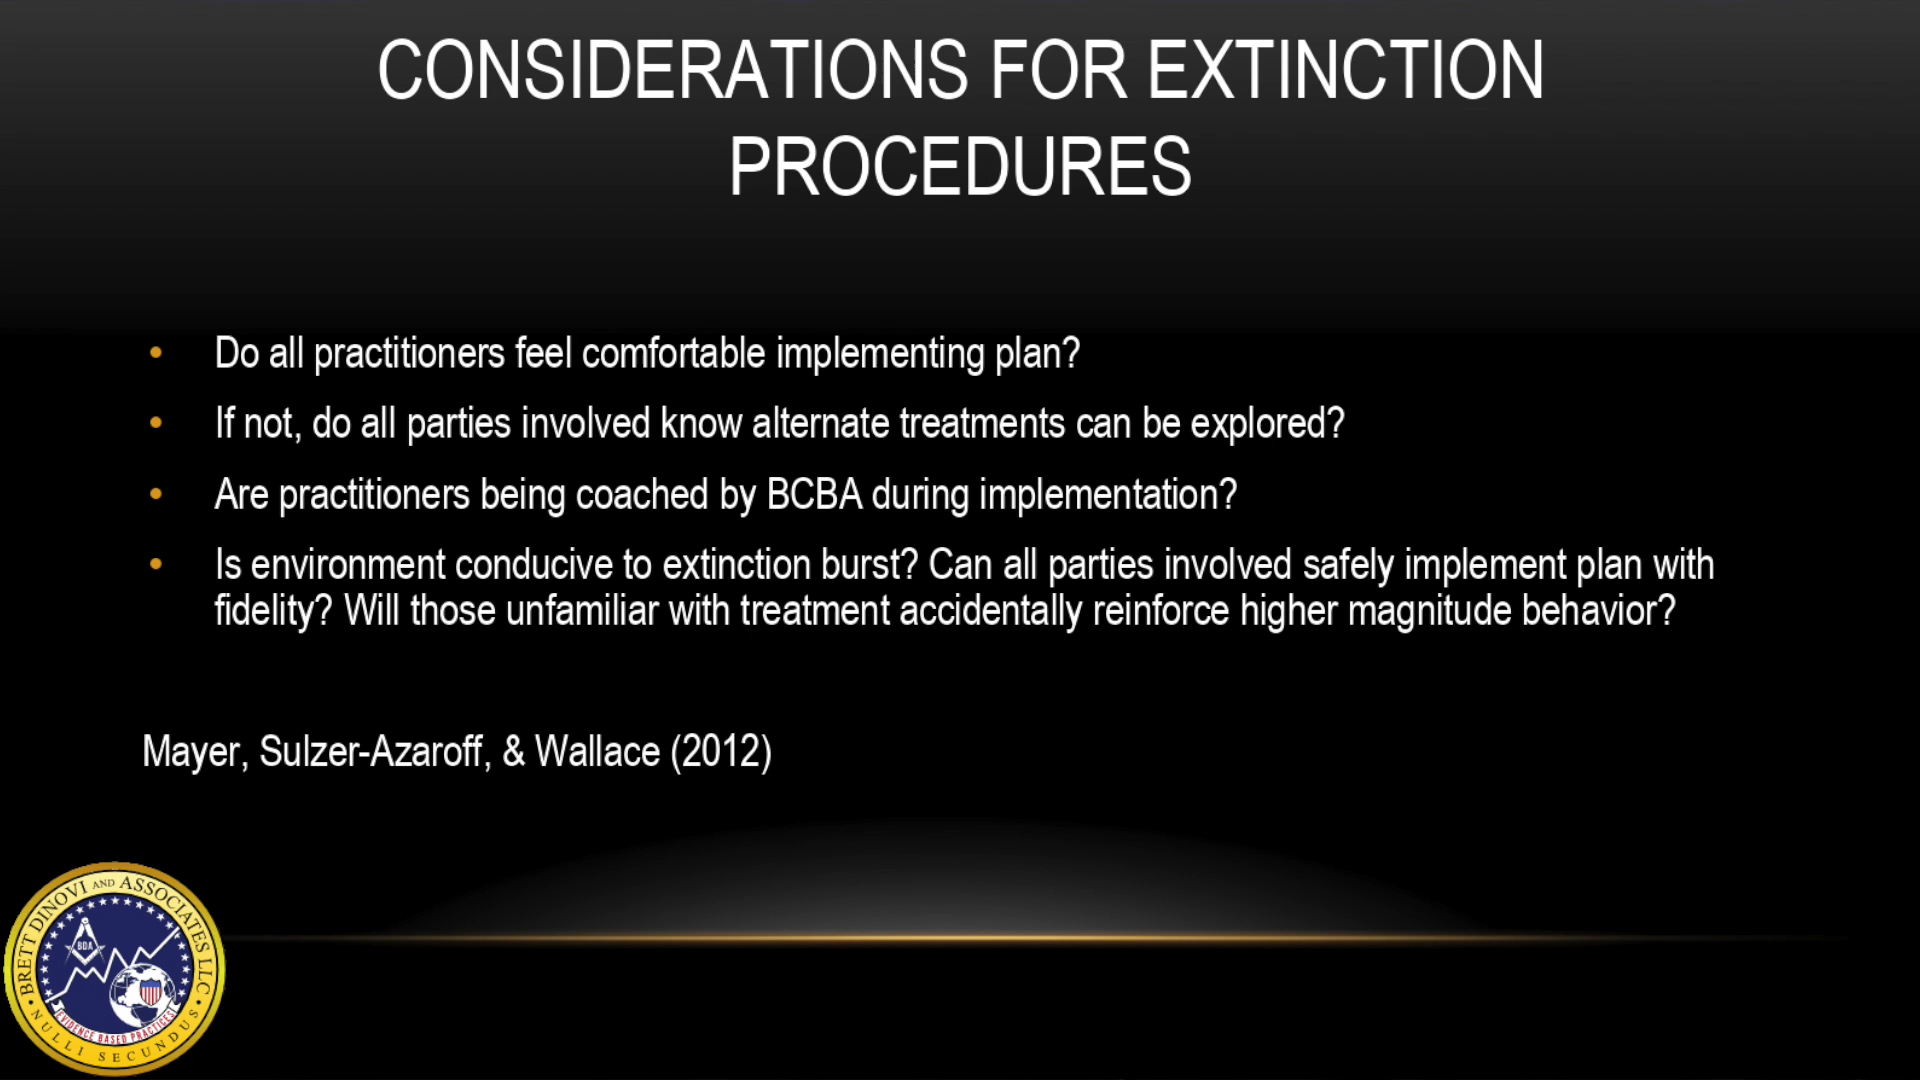 CONSIDERATIONS FOR EXTINCTION
PROCEDURES
• Do all practitioners feel comfortable implementing plan?
• If not, do all parties involved know alternate treatments can be explored?
• Are practitioners being coached by BCBA during implementation?
• Is environment conducive to extinction burst? Can all parties involved safely implement plan with
fidelity? Will those unfamiliar with treatment accidentally reinforce higher magnitude behavior?
Mayer, Sulzer-Azaroff, & Wallace (2012)
BRETT DINOVI AND ASSOCIATES LLC
BDA
EVIDENCE BASED PRACTICES
NULLI SECUNDUS